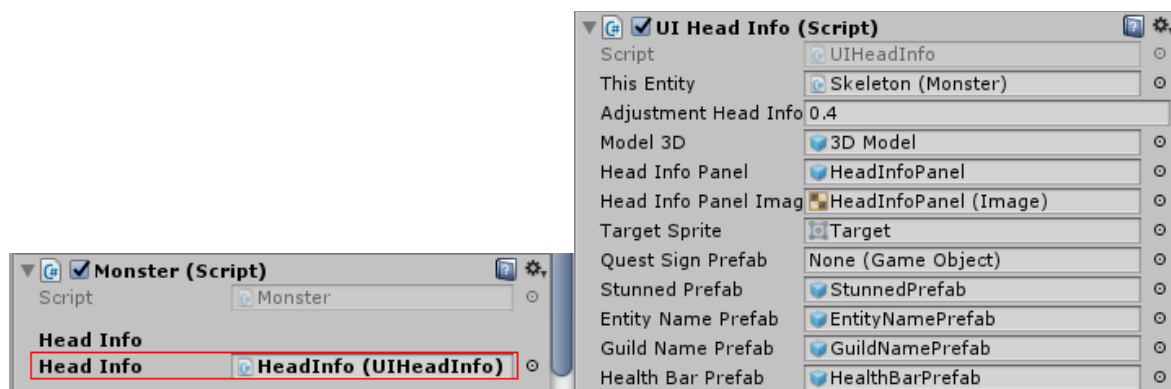 UI Head Info (Script)
Script UIHeadInfo
This Entity Skeleton (Monster)
Adjustment Head Info 0.4
Model 3D 3D Model
Head Info Panel HeadInfoPanel
Head Info Panel Imag HeadInfoPanel (Image)
Target Sprite Target
Quest Sign Prefab None (Game Object)
Stunned Prefab StunnedPrefab
Entity Name Prefab EntityNamePrefab
Guild Name Prefab GuildNamePrefab
Health Bar Prefab HealthBarPrefab
Monster (Script)
Script Monster
Head Info
Head Info HeadInfo (UIHeadInfo)